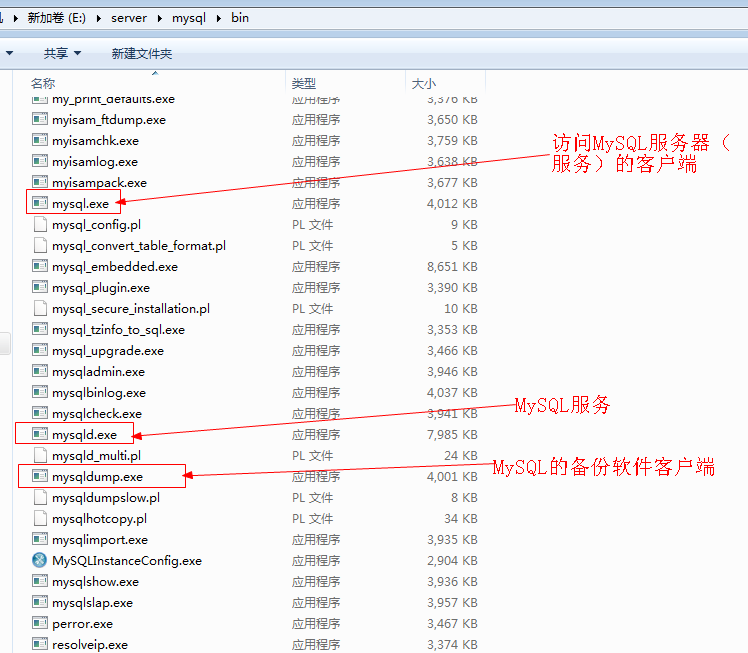 新加卷 (E:) ▸ server ▸ mysql ▸ bin
共享 新建文件夹
名称 类型 大小
my_print_defaults.exe 应用程序 3,376 KB
myisam_ftdump.exe 应用程序 3,650 KB
myisamchk.exe 应用程序 3,759 KB
访问MySQL服务器（
服务）的客户端
myisamlog.exe 应用程序 3,638 KB
myisampack.exe 应用程序 3,677 KB
mysql.exe 应用程序 4,012 KB
mysql_config.pl PL 文件 9 KB
mysql_convert_table_format.pl PL 文件 5 KB
mysql_embedded.exe 应用程序 8,651 KB
mysql_plugin.exe 应用程序 3,390 KB
mysql_secure_installation.pl PL 文件 10 KB
mysql_tzinfo_to_sql.exe 应用程序 3,353 KB
mysql_upgrade.exe 应用程序 3,466 KB
mysqladmin.exe 应用程序 3,946 KB
mysqlbinlog.exe 应用程序 4,037 KB
mysqlcheck.exe 应用程序 3,941 KB
MySQL服务
mysqld.exe 应用程序 7,985 KB
mysqld_multi.pl PL 文件 24 KB
MySQL的备份软件客户端
mysqldump.exe 应用程序 4,001 KB
mysqldumpslow.pl PL 文件 8 KB
mysqlhotcopy.pl PL 文件 34 KB
mysqlimport.exe 应用程序 3,935 KB
MySQLInstanceConfig.exe 应用程序 2,904 KB
mysqlshow.exe 应用程序 3,936 KB
mysqlslap.exe 应用程序 3,957 KB
perror.exe 应用程序 3,467 KB
resolveip.exe 应用程序 3,374 KB